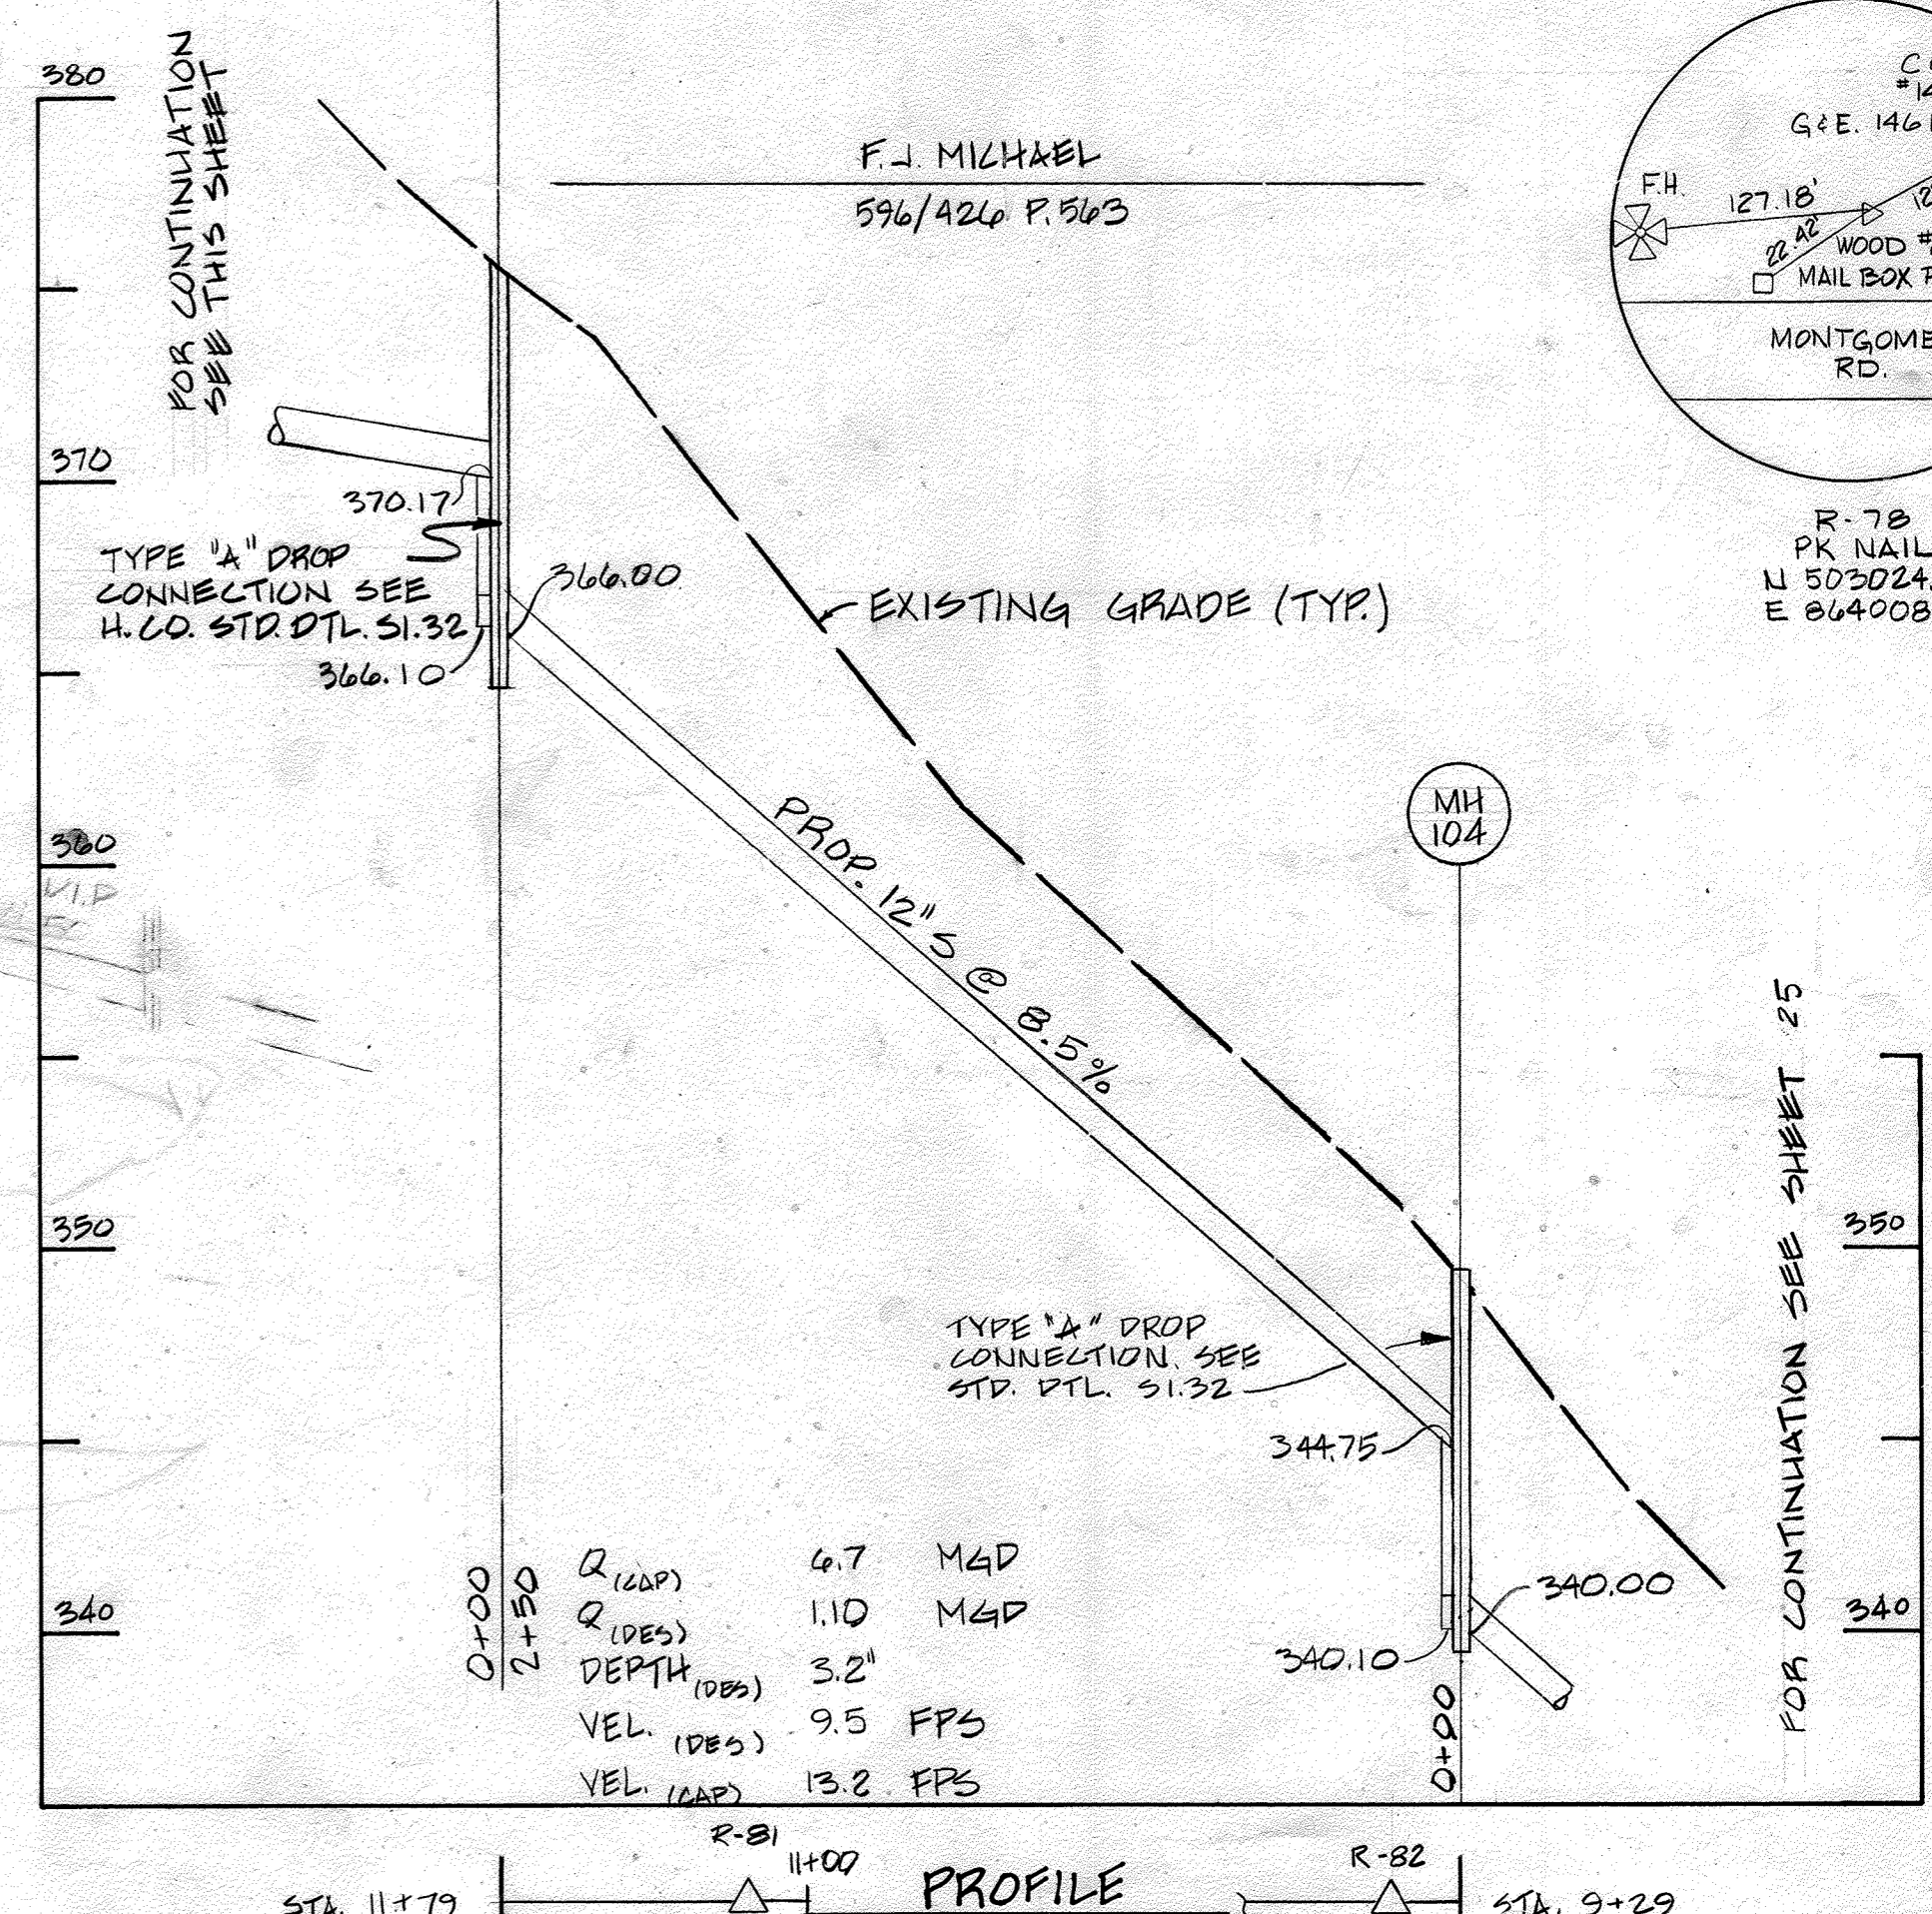 380
FOR CONTINUATION
SEE THIS SHEET
F.J. MICHAEL
596/426 P. 563
G&E. 1461
F.H.
127.18'
22.42'
WOOD #
MAIL BOX
MONTGOME
RD.
R-78
PK NAIL
N 503024.
E 864008
370
370.17
TYPE "A" DROP
CONNECTION SEE
H.CO. STD. DTL. S1.32
366.10
366.00
EXISTING GRADE (TYP.)
360
PROP. 12" S @ 8.5%
MH
104
350
FOR CONTINUATION SEE SHEET 25
350
TYPE "A" DROP
CONNECTION. SEE
STD. DTL. S1.32
344.75
340
340.00
340
340.10
0+00
2+50
0+00
Q (CAP) 6.7 MGD
Q (DES) 1.10 MGD
DEPTH (DES) 3.2"
VEL. (DES) 9.5 FPS
VEL. (CAP) 13.2 FPS
R-81
11+00
PROFILE
R-82
STA. 11+79
STA. 9+29